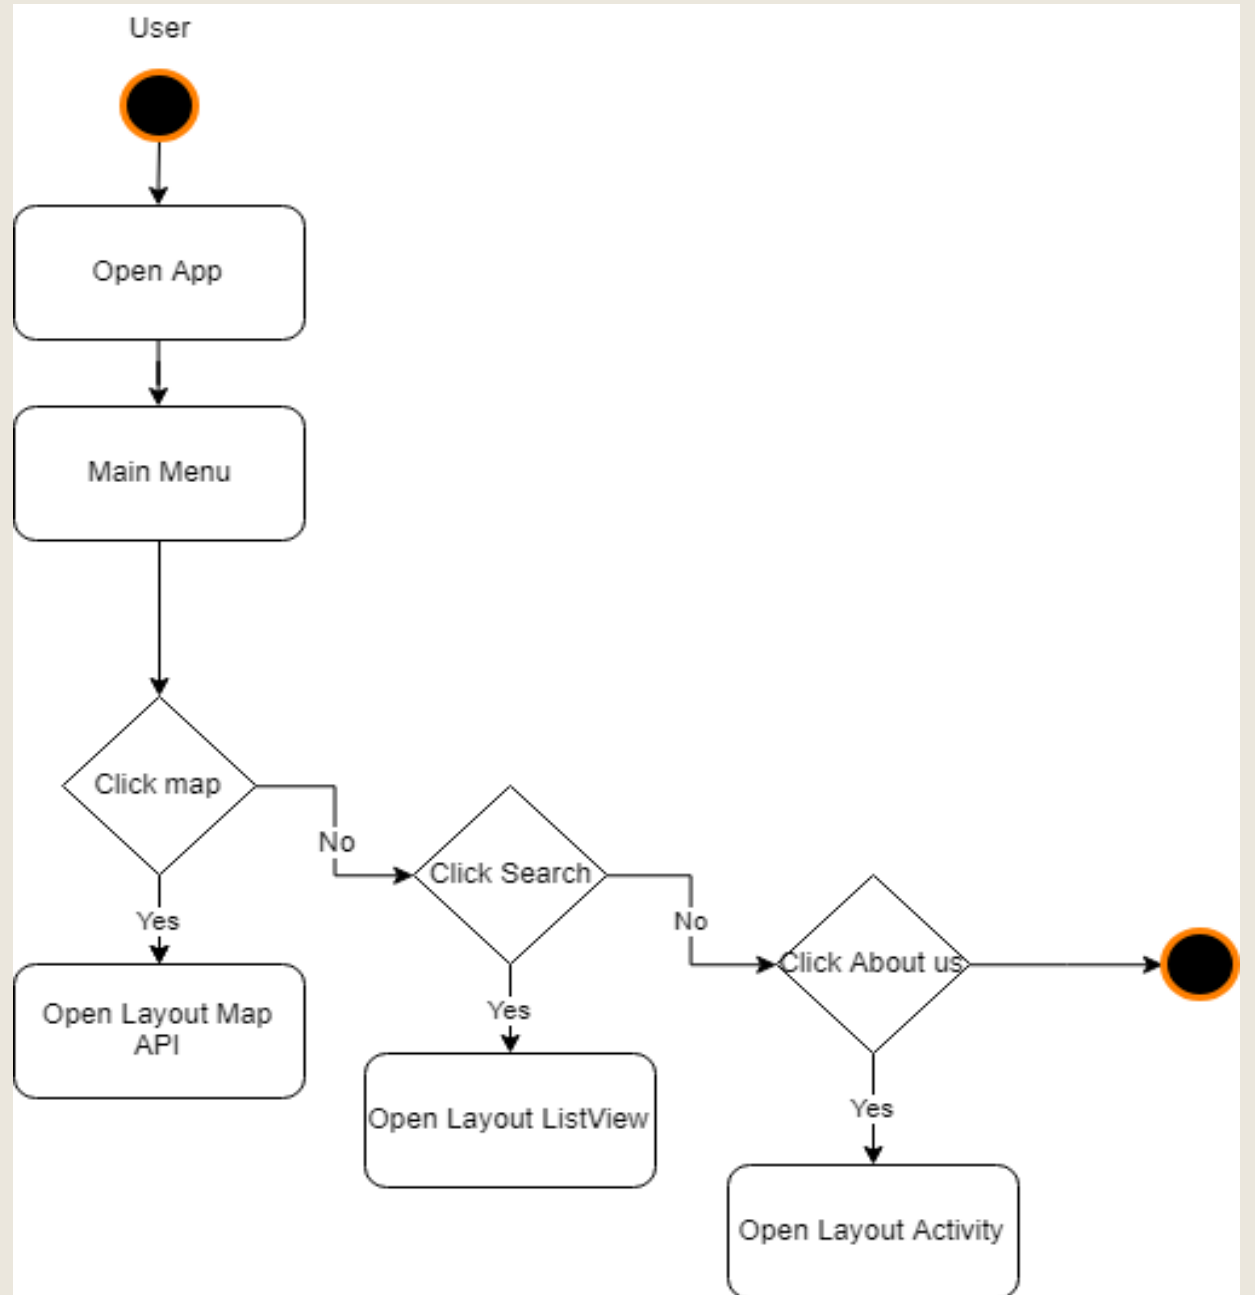 User
Open App
Main Menu
Click map
No
Click Search
Yes
No
Click About us
Open Layout Map
API
Yes
Open Layout ListView
Yes
Open Layout Activity